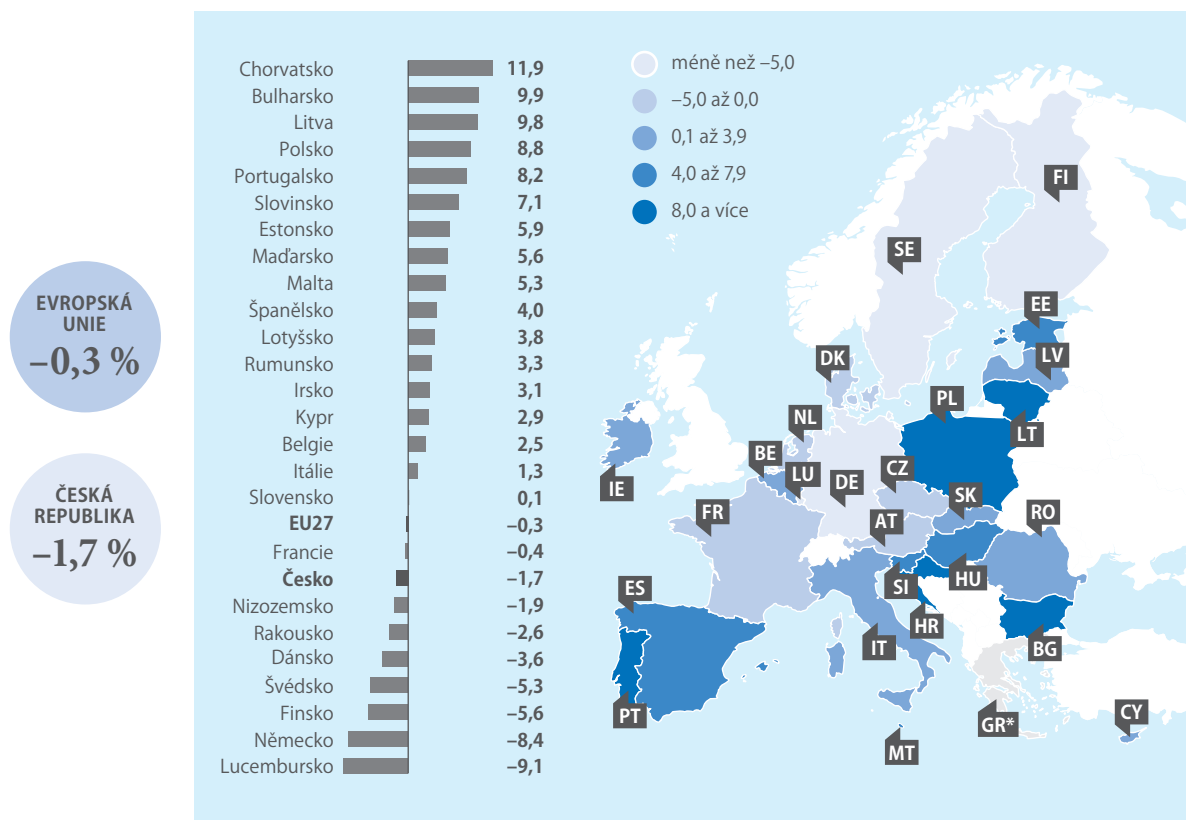 EVROPSKÁ
UNIE
–0,3 %
ČESKÁ
REPUBLIKA
–1,7 %
Chorvatsko 11,9
Bulharsko 9,9
Litva 9,8
Polsko 8,8
Portugalsko 8,2
Slovinsko 7,1
Estonsko 5,9
Maďarsko 5,6
Malta 5,3
Španělsko 4,0
Lotyšsko 3,8
Rumunsko 3,3
Irsko 3,1
Kypr 2,9
Belgie 2,5
Itálie 1,3
Slovensko 0,1
EU27 –0,3
Francie –0,4
Česko –1,7
Nizozemsko –1,9
Rakousko –2,6
Dánsko –3,6
Švédsko –5,3
Finsko –5,6
Německo –8,4
Lucembursko –9,1
méně než –5,0
–5,0 až 0,0
0,1 až 3,9
4,0 až 7,9
8,0 a více
FI
SE
EE
LV
DK
PL
NL
LT
BE
CZ
LU
DE
IE
SK
FR
AT
RO
ES
SI
HU
HR
IT
BG
PT
GR*
CY
MT